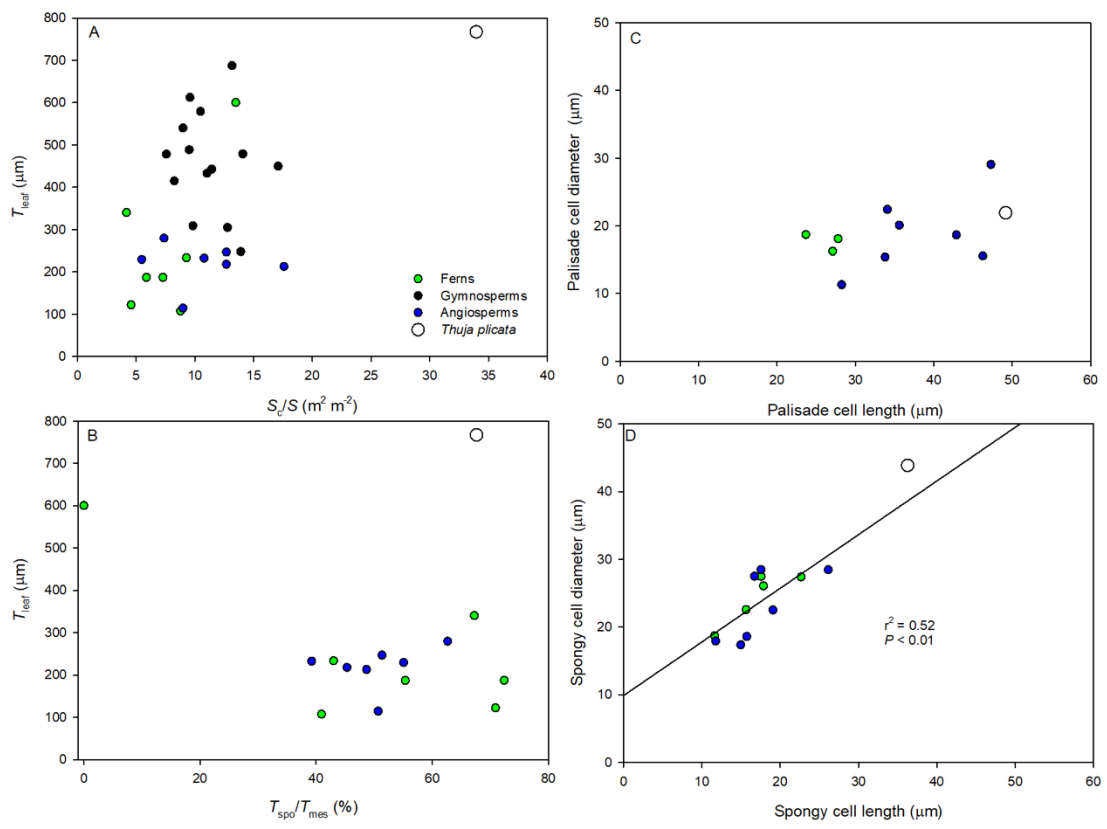 A
800
700
600
500
400
300
200
100
0
T_leaf (μm)
Ferns
Gymnosperms
Angiosperms
Thuja plicata
0 5 10 15 20 25 30 35 40
S_c/S (m² m⁻²)
C
50
40
30
20
10
0
Palisade cell diameter (μm)
0 10 20 30 40 50 60
Palisade cell length (μm)
B
800
700
600
500
400
300
200
100
0
T_leaf (μm)
0 20 40 60 80
T_spo/T_mes (%)
D
50
40
30
20
10
0
Spongy cell diameter (μm)
r² = 0.52
P < 0.01
0 10 20 30 40 50 60
Spongy cell length (μm)